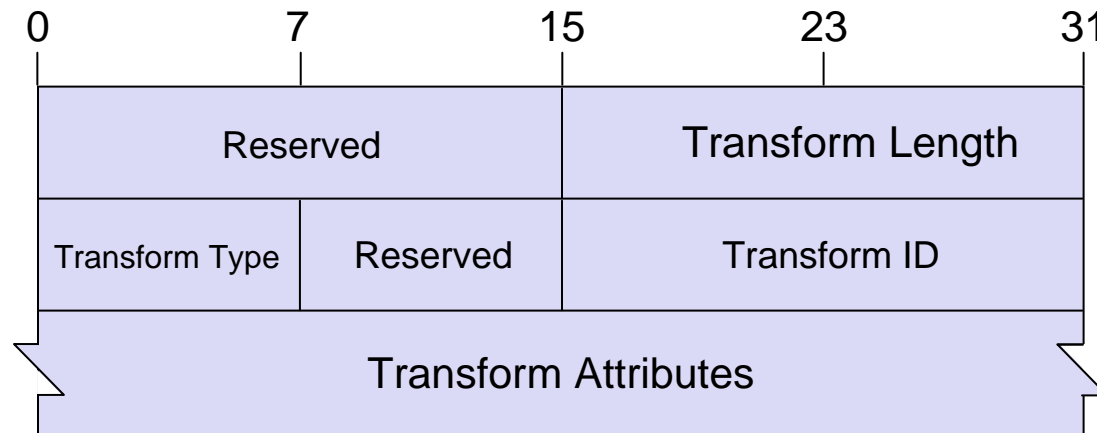 0 7 15 23 31
Reserved Transform Length
Transform Type Reserved Transform ID
Transform Attributes